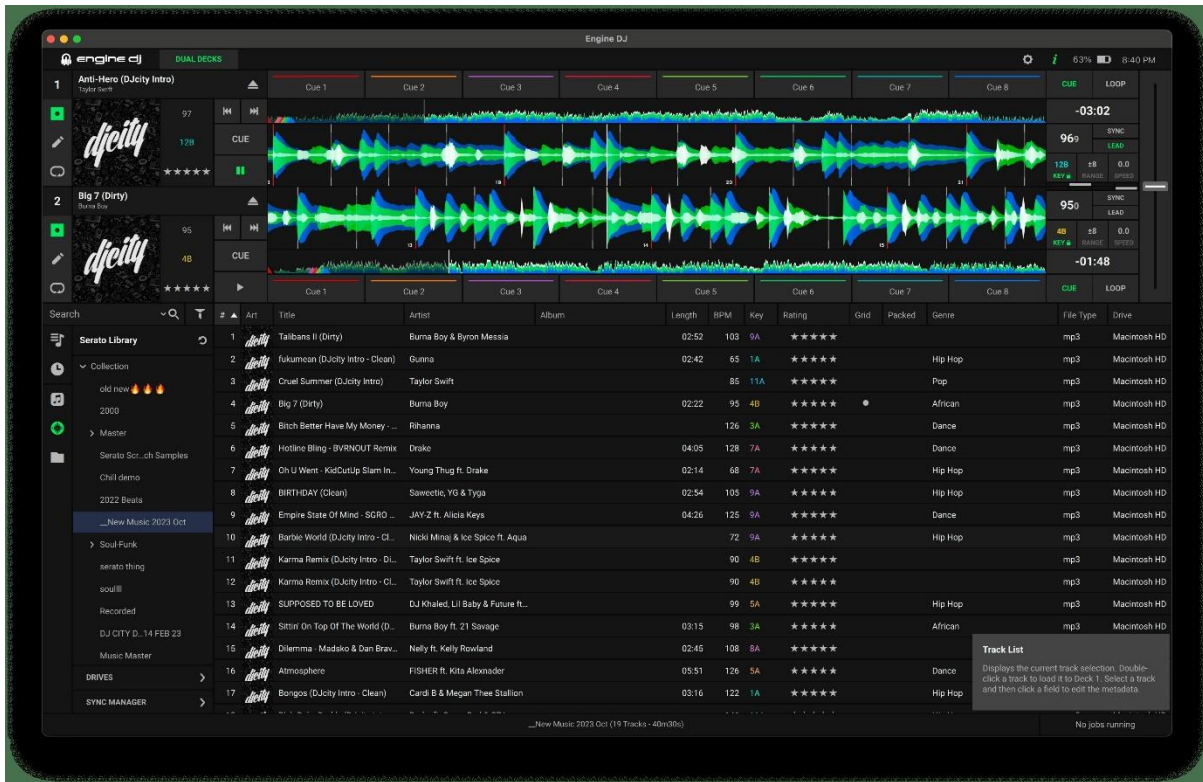 Engine DJ
engine dj DUAL DECKS i 63% 8:40 PM
1 Anti-Hero (DJcity Intro) Cue 1 Cue 2 Cue 3 Cue 4 Cue 5 Cue 6 Cue 7 Cue 8 CUE LOOP
Taylor Swift
djcity 97 -03:02
12B CUE 969 SYNC
LEAD
★★★★★ 12B ±8 0.0
KEY RANGE SPEED
2 Big 7 (Dirty) 950 SYNC
Burna Boy LEAD
djcity 95 4B ±8 0.0
KEY RANGE SPEED
4B CUE -01:48
★★★★★ Cue 1 Cue 2 Cue 3 Cue 4 Cue 5 Cue 6 Cue 7 Cue 8 CUE LOOP
Search # Art Title Artist Album Length BPM Key Rating Grid Packed Genre File Type Drive
Serato Library
Collection
old new🔥🔥🔥
2000
Master
Serato Scr...ch Samples
Chill demo
2022 Beats
__New Music 2023 Oct
Soul-Funk
serato thing
soullll
Recorded
DJ CITY D...14 FEB 23
Music Master
DRIVES
SYNC MANAGER
1 djcity Talibans II (Dirty) Burna Boy & Byron Messia 02:52 103 9A ★★★★★ mp3 Macintosh HD
2 djcity fukumean (DJcity Intro - Clean) Gunna 02:42 65 1A ★★★★★ Hip Hop mp3 Macintosh HD
3 djcity Cruel Summer (DJcity Intro) Taylor Swift 85 11A ★★★★★ Pop mp3 Macintosh HD
4 djcity Big 7 (Dirty) Burna Boy 02:22 95 4B ★★★★★ African mp3 Macintosh HD
5 djcity Bitch Better Have My Money - ... Rihanna 126 3A ★★★★★ Dance mp3 Macintosh HD
6 djcity Hotline Bling - BVRNOUT Remix Drake 04:05 128 7A ★★★★★ Dance mp3 Macintosh HD
7 djcity Oh U Went - KidCutUp Slam In... Young Thug ft. Drake 02:14 68 7A ★★★★★ Hip Hop mp3 Macintosh HD
8 djcity BIRTHDAY (Clean) Saweetie, YG & Tyga 02:54 105 9A ★★★★★ Hip Hop mp3 Macintosh HD
9 djcity Empire State Of Mind - SGRO ... JAY-Z ft. Alicia Keys 04:26 125 9A ★★★★★ Dance mp3 Macintosh HD
10 djcity Barbie World (DJcity Intro - Cl... Nicki Minaj & Ice Spice ft. Aqua 72 9A ★★★★★ Hip Hop mp3 Macintosh HD
11 djcity Karma Remix (DJcity Intro - Di... Taylor Swift ft. Ice Spice 90 4B ★★★★★ mp3 Macintosh HD
12 djcity Karma Remix (DJcity Intro - Cl... Taylor Swift ft. Ice Spice 90 4B ★★★★★ mp3 Macintosh HD
13 djcity SUPPOSED TO BE LOVED DJ Khaled, Lil Baby & Future ft... 99 5A ★★★★★ Hip Hop mp3 Macintosh HD
14 djcity Sittin' On Top Of The World (D... Burna Boy ft. 21 Savage 03:15 98 3A ★★★★★ African mp3 Macintosh HD
15 djcity Dilemma - Madsko & Dan Brav... Nelly ft. Kelly Rowland 02:45 108 8A ★★★★★
16 djcity Atmosphere FISHER ft. Kita Alexnader 05:51 126 5A ★★★★★ Dance
17 djcity Bongos (DJcity Intro - Clean) Cardi B & Megan Thee Stallion 03:16 122 1A ★★★★★ Hip Hop
Track List
Displays the current track selection. Double-
click a track to load it to Deck 1. Select a track
and then click a field to edit the metadata.
__New Music 2023 Oct (19 Tracks - 40m30s) No jobs running